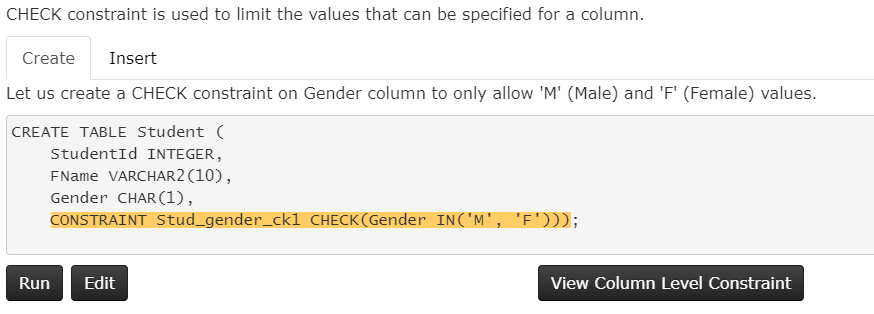 CHECK constraint is used to limit the values that can be specified for a column.
Create Insert
Let us create a CHECK constraint on Gender column to only allow 'M' (Male) and 'F' (Female) values.
CREATE TABLE Student (
    StudentId INTEGER,
    FName VARCHAR2(10),
    Gender CHAR(1),
    CONSTRAINT Stud_gender_ck1 CHECK(Gender IN('M', 'F')));
Run Edit View Column Level Constraint